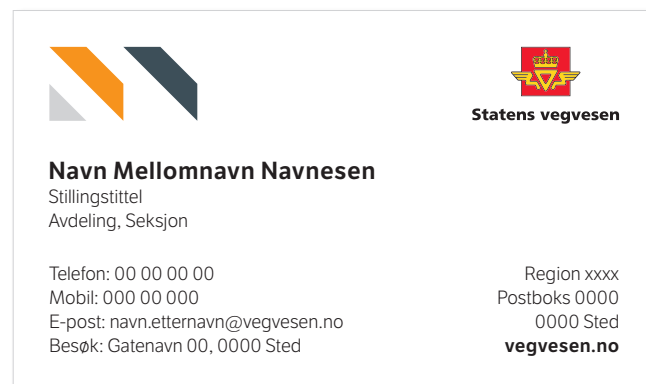 Statens vegvesen
Navn Mellomnavn Navnesen
Stillingstittel
Avdeling, Seksjon
Telefon: 00 00 00 00
Mobil: 000 00 000
E-post: navn.etternavn@vegvesen.no
Besøk: Gatenavn 00, 0000 Sted
Region xxxx
Postboks 0000
0000 Sted
vegvesen.no